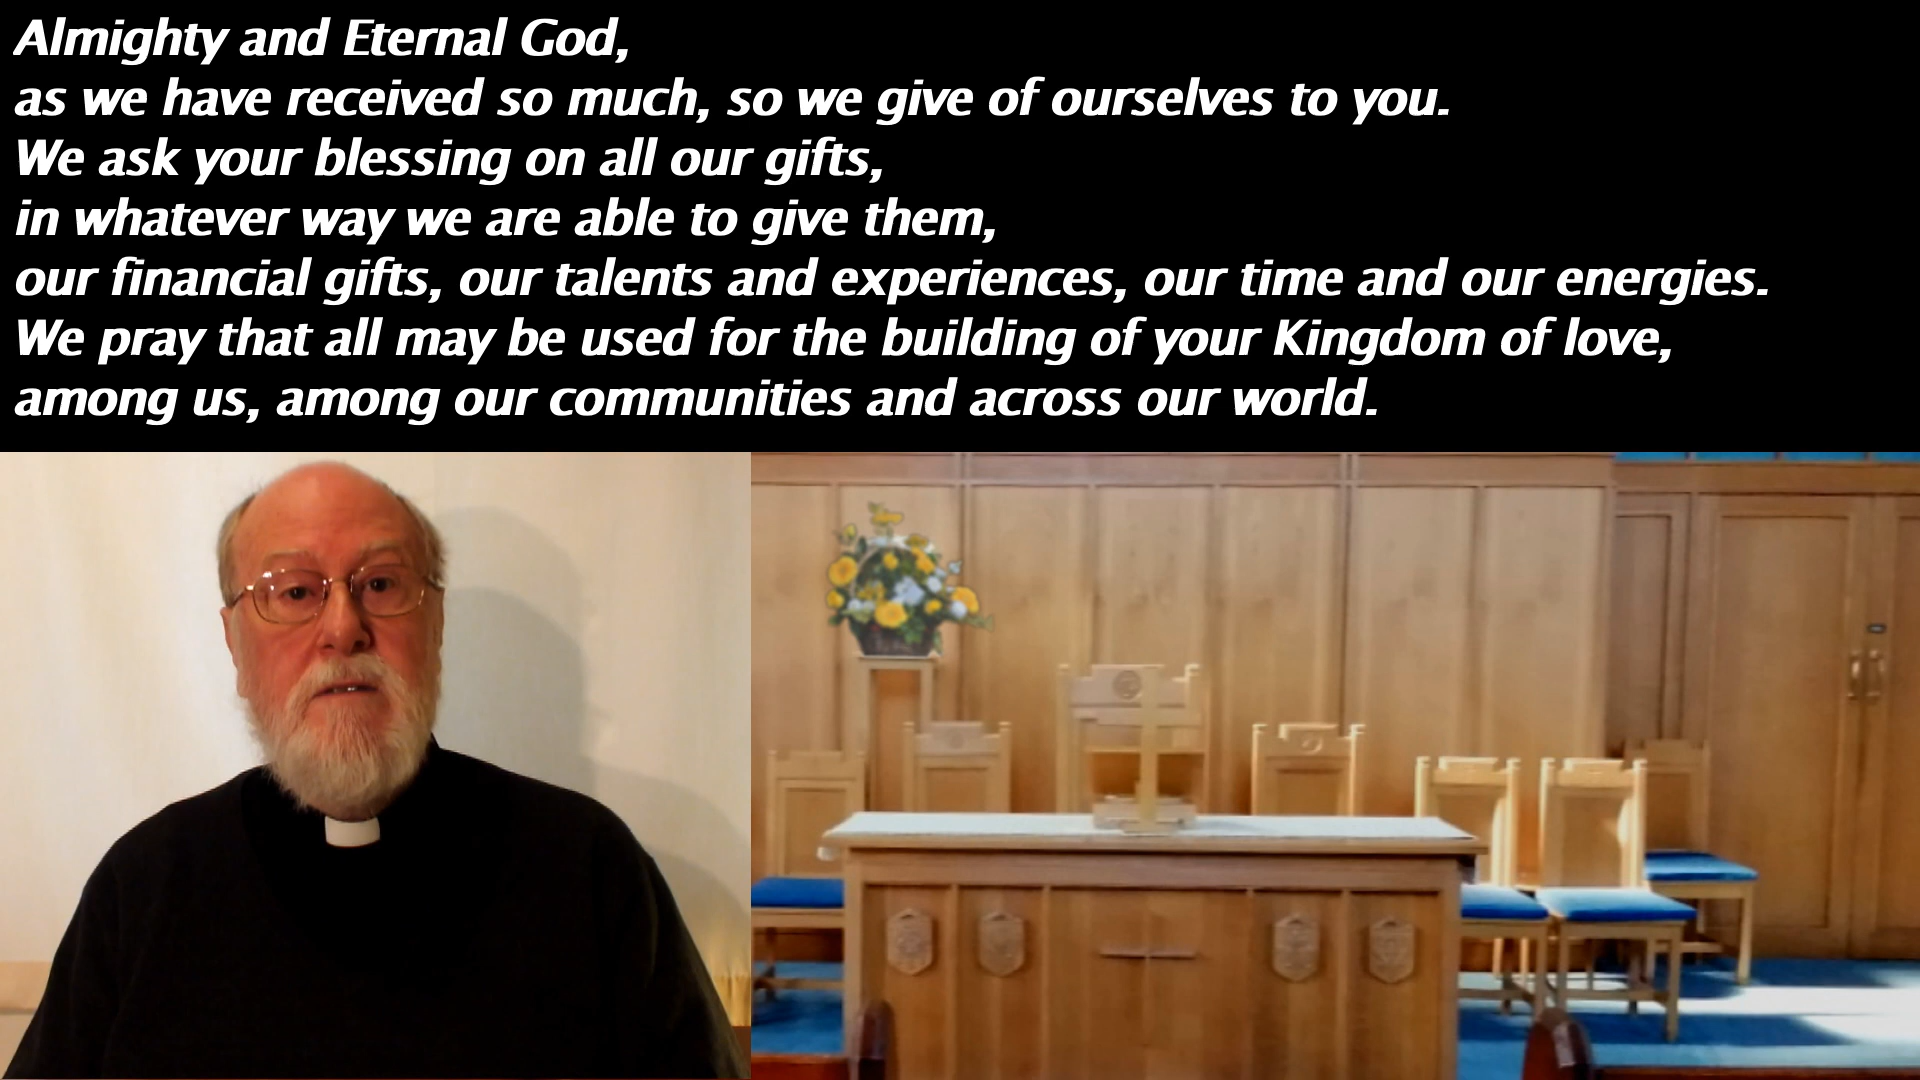 Almighty and Eternal God,
as we have received so much, so we give of ourselves to you.
We ask your blessing on all our gifts,
in whatever way we are able to give them,
our financial gifts, our talents and experiences, our time and our energies.
We pray that all may be used for the building of your Kingdom of love,
among us, among our communities and across our world.